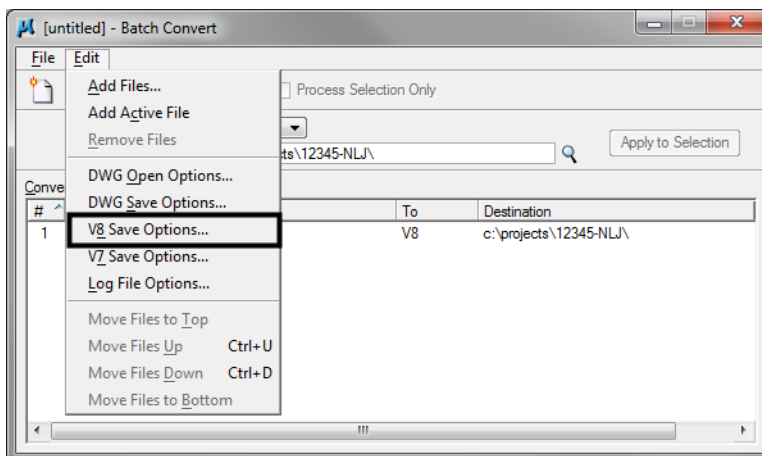 [untitled] - Batch Convert
File Edit
Add Files...
Process Selection Only
Add Active File
Remove Files
ts\12345-NLJ\
Apply to Selection
DWG Open Options...
Conve
DWG Save Options...
# To Destination
V8 Save Options...
1 V8 c:\projects\12345-NLJ\
V7 Save Options...
Log File Options...
Move Files to Top
Move Files Up Ctrl+U
Move Files Down Ctrl+D
Move Files to Bottom